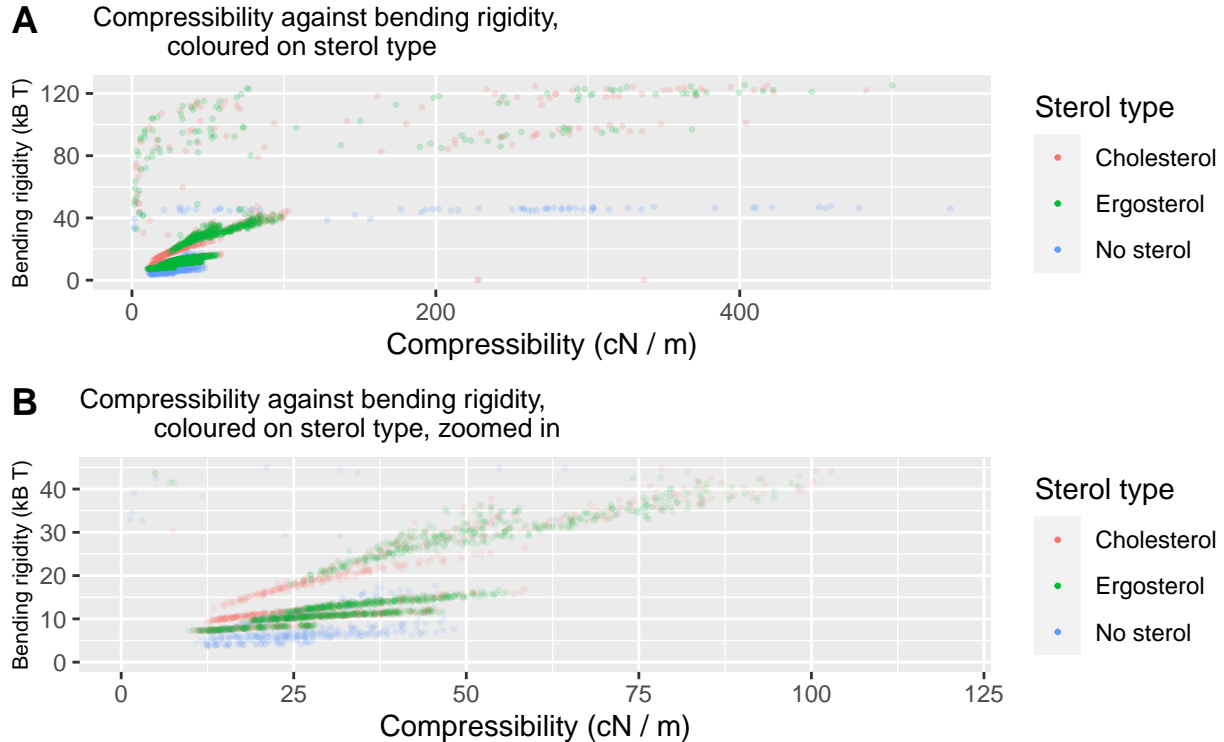 A
Compressibility against bending rigidity,
coloured on sterol type
Bending rigidity (kB T)
120
80
40
0
0
200
400
Compressibility (cN / m)
Sterol type
Cholesterol
Ergosterol
No sterol
B
Compressibility against bending rigidity,
coloured on sterol type, zoomed in
Bending rigidity (kB T)
40
30
20
10
0
0
25
50
75
100
125
Compressibility (cN / m)
Sterol type
Cholesterol
Ergosterol
No sterol